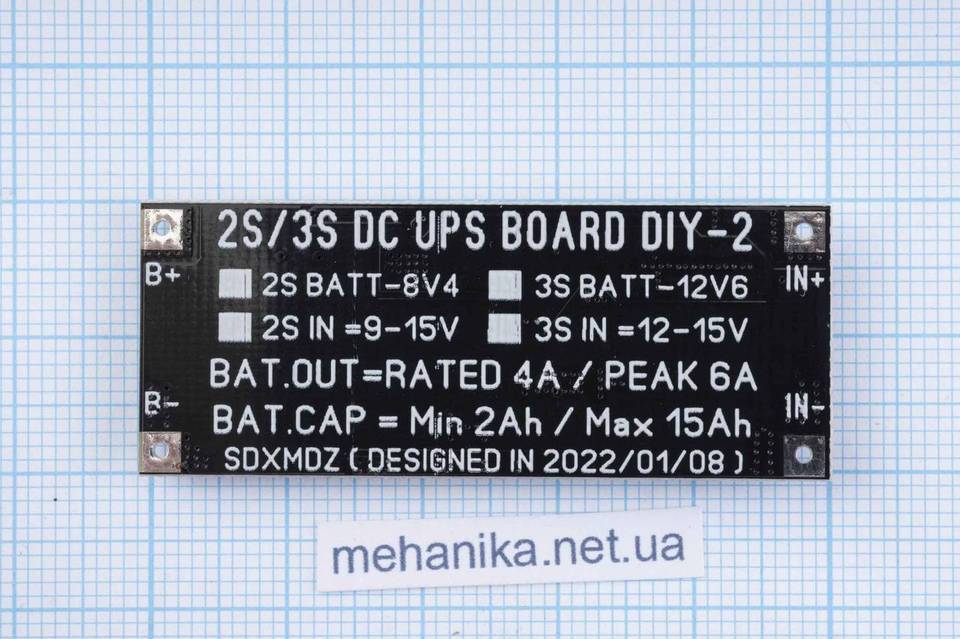 2S/3S DC UPS BOARD DIY-2
B+
IN+
2S BATT-8V4
3S BATT-12V6
2S IN =9-15V
3S IN =12-15V
BAT.OUT=RATED 4A / PEAK 6A
B-
IN-
BAT.CAP = Min 2Ah / Max 15Ah
SDXMDZ ( DESIGNED IN 2022/01/08 )
mehanika.net.ua